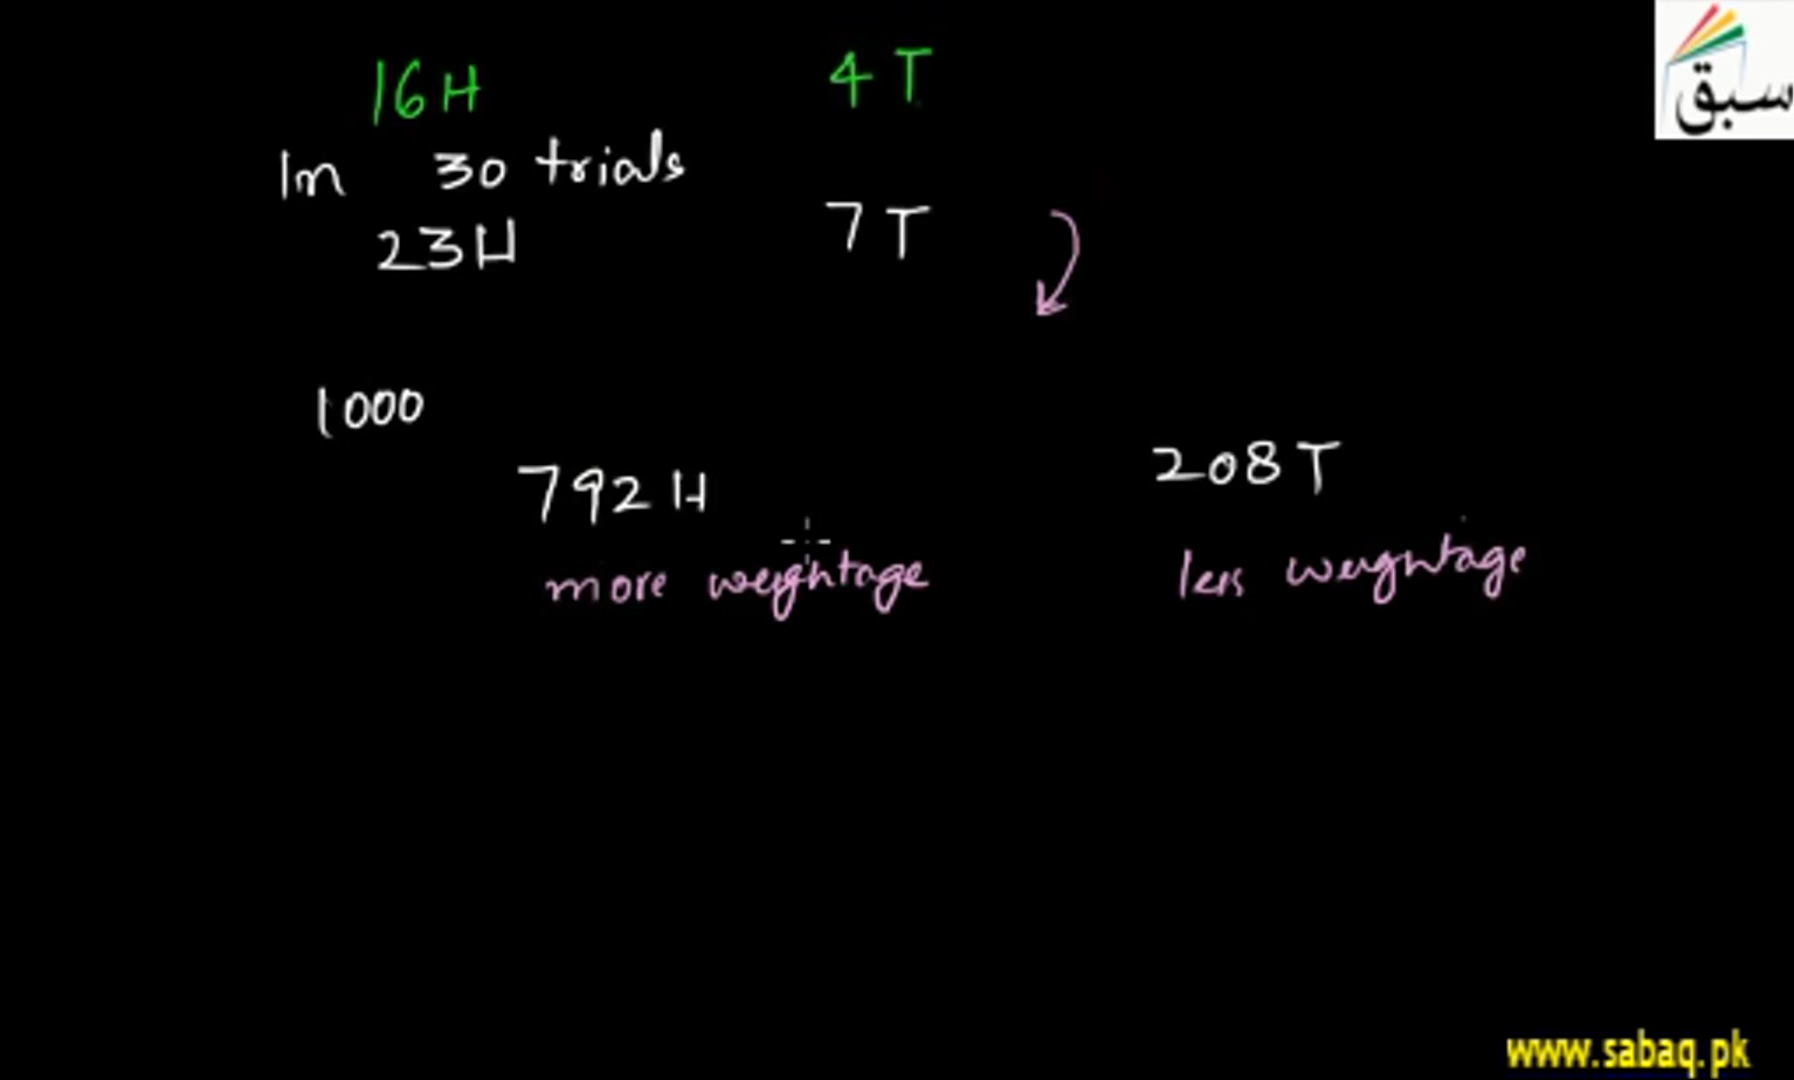 سبق
16H 4T
In 30 trials
23H 7T
1000
792H 208T
more weightage less weightage
www.sabaq.pk